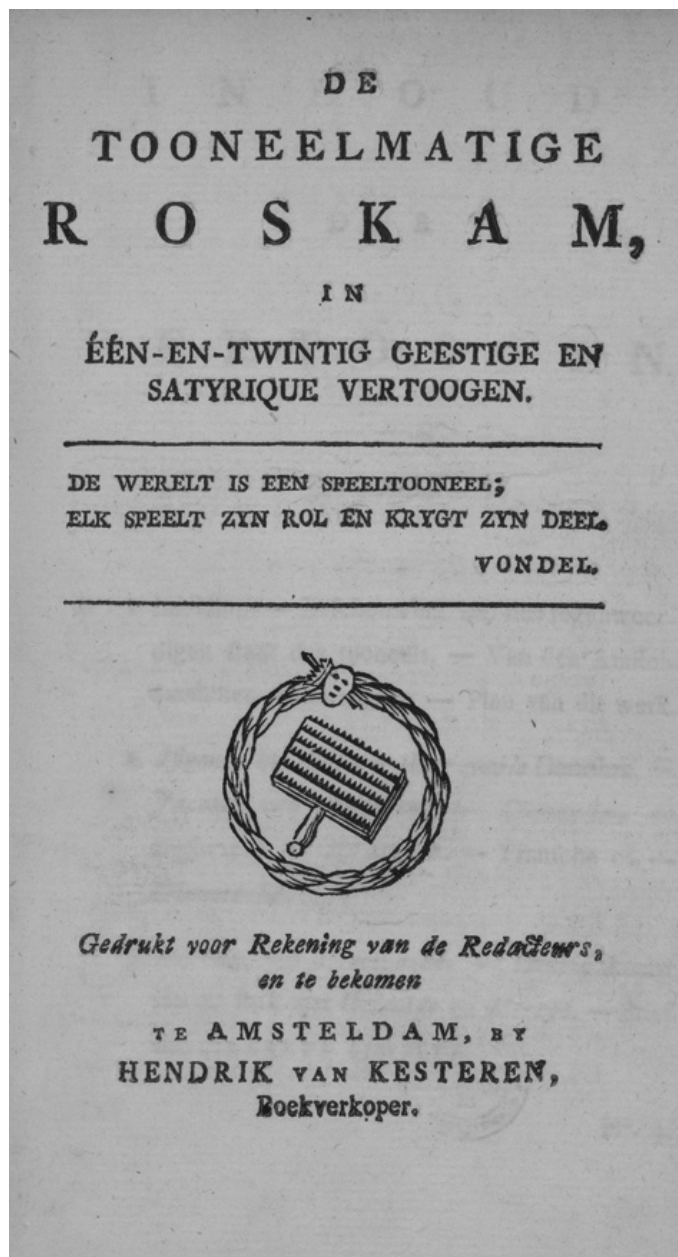 DE
TOONEELMATIGE
ROSKAM,
IN
ÉÉN-EN-TWINTIG GEESTIGE EN
SATYRIQUE VERTOOGEN.
DE WERELT IS EEN SPEELTOONEEL;
ELK SPEELT ZYN ROL EN KRYGT ZYN DEEL.
VONDEL.
Gedrukt voor Rekening van de Redacteurs,
en te bekomen
TE AMSTELDAM, BY
HENDRIK VAN KESTEREN,
Boekverkoper.